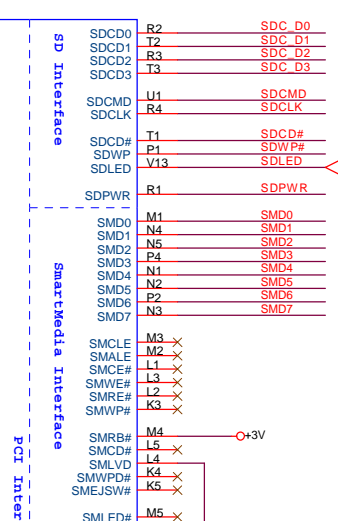 SD Interface
SDCD0 R2 SDC_D0
SDCD1 T2 SDC_D1
SDCD2 R3 SDC_D2
SDCD3 T3 SDC_D3
SDCMD U1 SDCMD
SDCLK R4 SDCLK
SDCD# T1 SDCD#
SDWP P1 SDWP#
SDLED V13 SDLED
SDPWR R1 SDPWR
SmartMedia Interface
SMD0 M1 SMD0
SMD1 N4 SMD1
SMD2 N5 SMD2
SMD3 P4 SMD3
SMD4 N1 SMD4
SMD5 N2 SMD5
SMD6 P2 SMD6
SMD7 N3 SMD7
SMCLE M3
SMALE M2
SMCE# L1
SMWE# L3
SMRE# L2
SMWP# K3
SMRB# M4 +3V
SMCD# L5
SMLVD L4
SMWPD# K4
SMEJSW# K5
SMLED# M5
PCI Inter